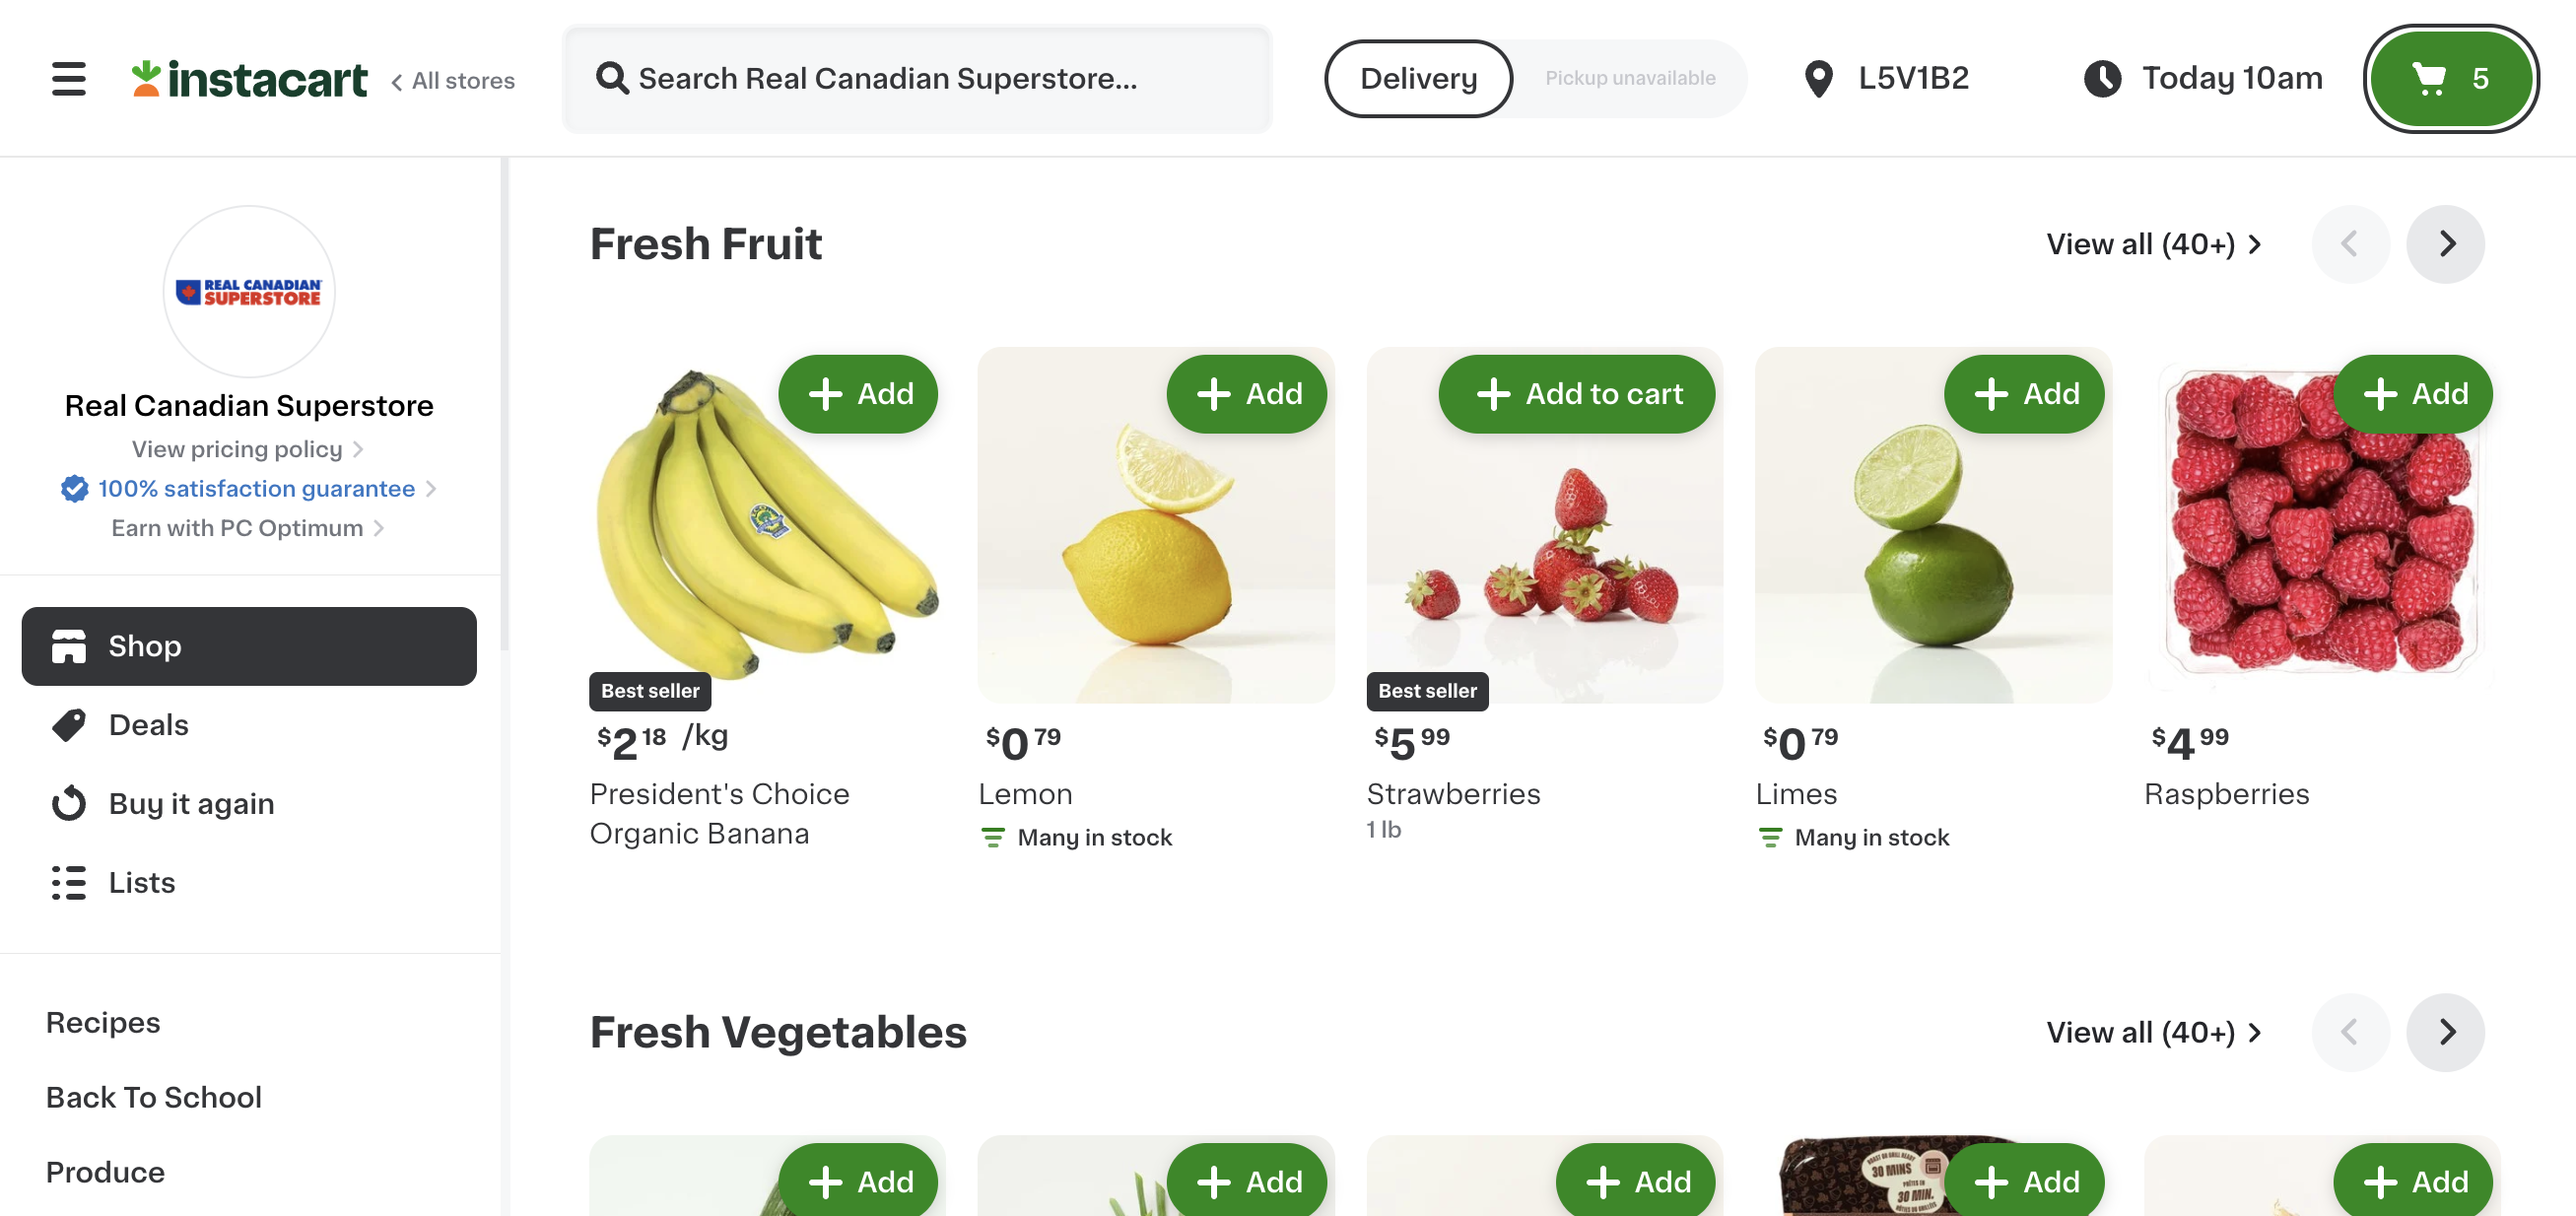 instacart
All stores
Search Real Canadian Superstore...
Delivery
Pickup unavailable
L5V1B2
Today 10am
5
REAL CANADIAN
SUPERSTORE
Real Canadian Superstore
View pricing policy
100% satisfaction guarantee
Earn with PC Optimum
Shop
Deals
Buy it again
Lists
Recipes
Back To School
Produce
Fresh Fruit
View all (40+)
Add
Best seller
$2 18 /kg
President's Choice
Organic Banana
Add
$0 79
Lemon
Many in stock
Add to cart
Best seller
$5 99
Strawberries
1 lb
Add
$0 79
Limes
Many in stock
Add
$4 99
Raspberries
Fresh Vegetables
View all (40+)
Add
Add
Add
30 MINS
30 MIN.
Add
Add